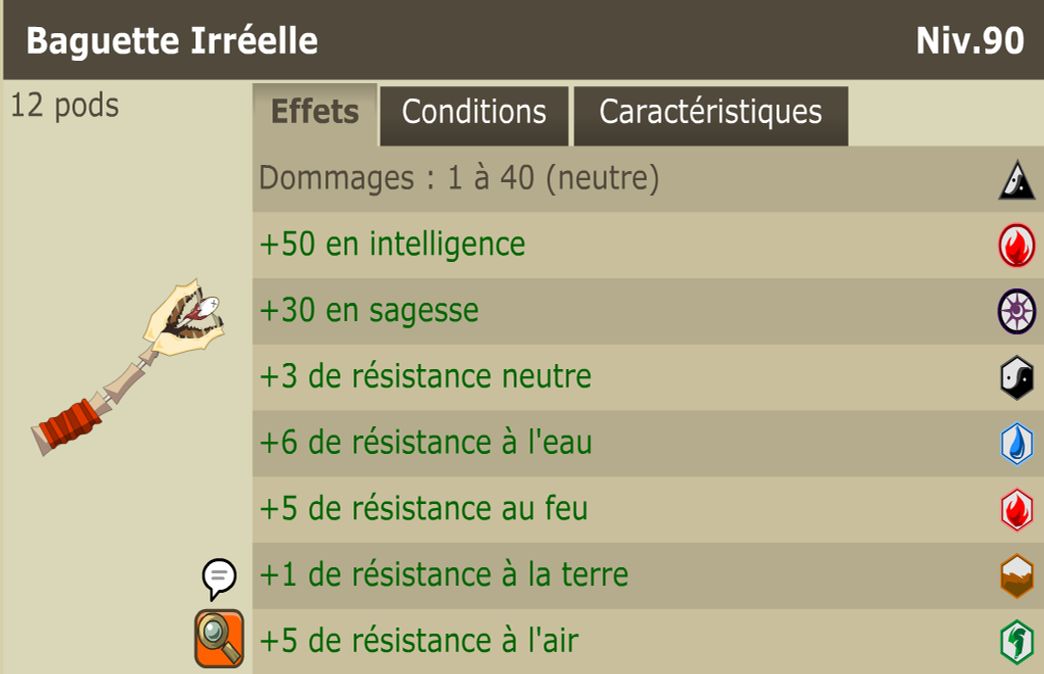 Baguette Irréelle
Niv.90
12 pods
Effets
Conditions
Caractéristiques
Dommages : 1 à 40 (neutre)
+50 en intelligence
+30 en sagesse
+3 de résistance neutre
+6 de résistance à l'eau
+5 de résistance au feu
+1 de résistance à la terre
+5 de résistance à l'air